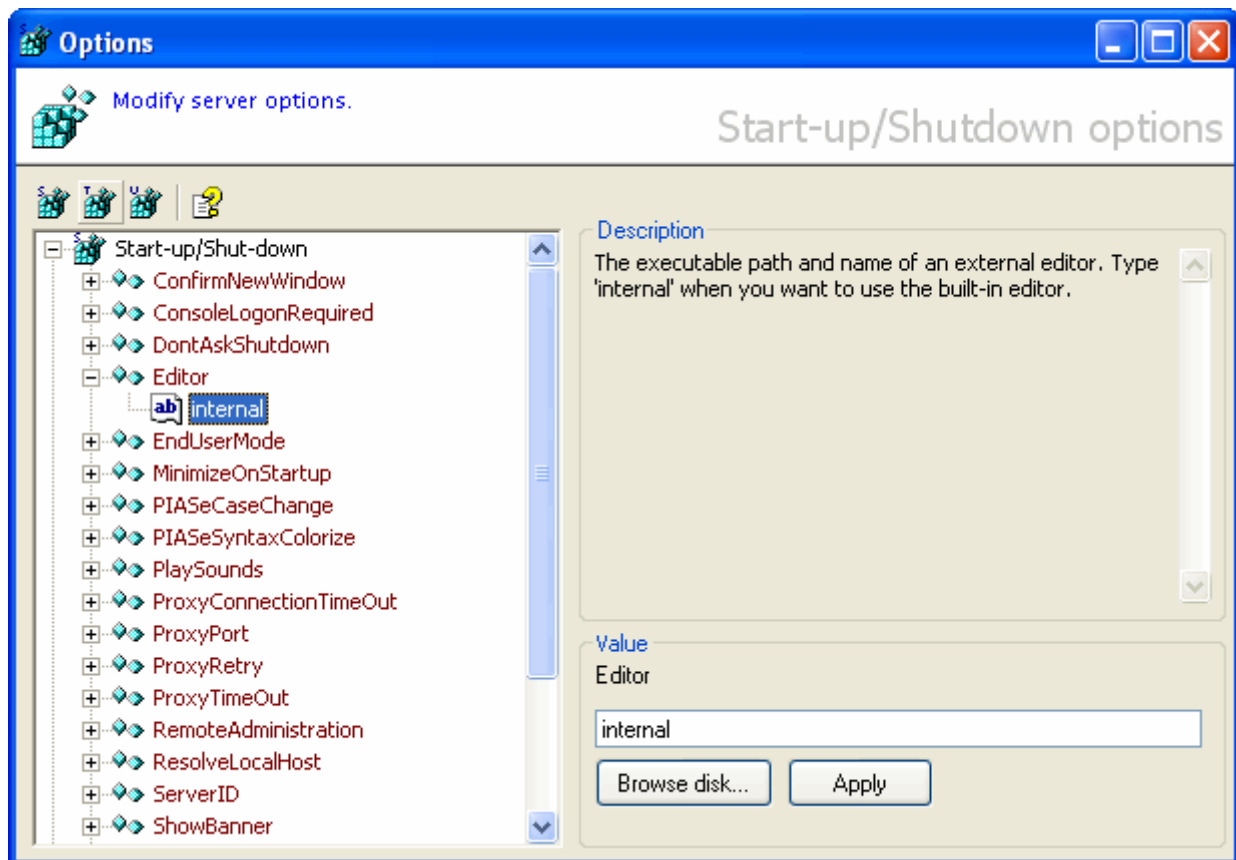 Options
Modify server options.
Start-up/Shutdown options
S T U
Start-up/Shut-down
ConfirmNewWindow
ConsoleLogonRequired
DontAskShutdown
Editor
ab internal
EndUserMode
MinimizeOnStartup
PIASeCaseChange
PIASeSyntaxColorize
PlaySounds
ProxyConnectionTimeOut
ProxyPort
ProxyRetry
ProxyTimeOut
RemoteAdministration
ResolveLocalHost
ServerID
ShowBanner
Description
The executable path and name of an external editor. Type
'internal' when you want to use the built-in editor.
Value
Editor
internal
Browse disk...
Apply